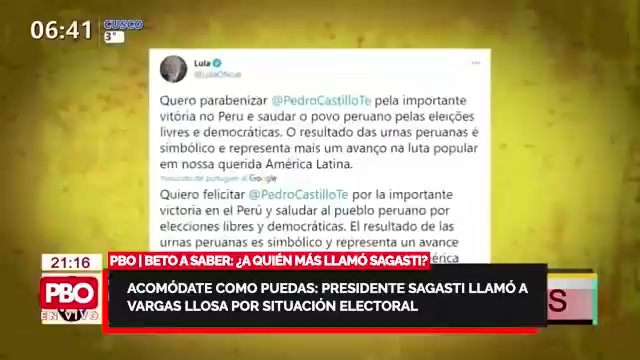 06:41
CUSCO
3°
Lula
@LulaOficial
Quero parabenizar @PedroCastilloTe pela importante
vitória no Peru e saudar o povo peruano pelas eleições
livres e democráticas. O resultado das urnas peruanas é
simbólico e representa mais um avanço na luta popular
em nossa querida América Latina.
Traducido del portugués al Google
Quiero felicitar @PedroCastilloTe por la importante
victoria en el Perú y saludar al pueblo peruano por
elecciones libres y democráticas. El resultado de las
urnas peruanas es simbólico y representa un avance
21:16
PBO | BETO A SABER: ¿A QUIÉN MÁS LLAMÓ SAGASTI?
PBO
EN VIVO
ACOMÓDATE COMO PUEDAS: PRESIDENTE SAGASTI LLAMÓ A
VARGAS LLOSA POR SITUACIÓN ELECTORAL